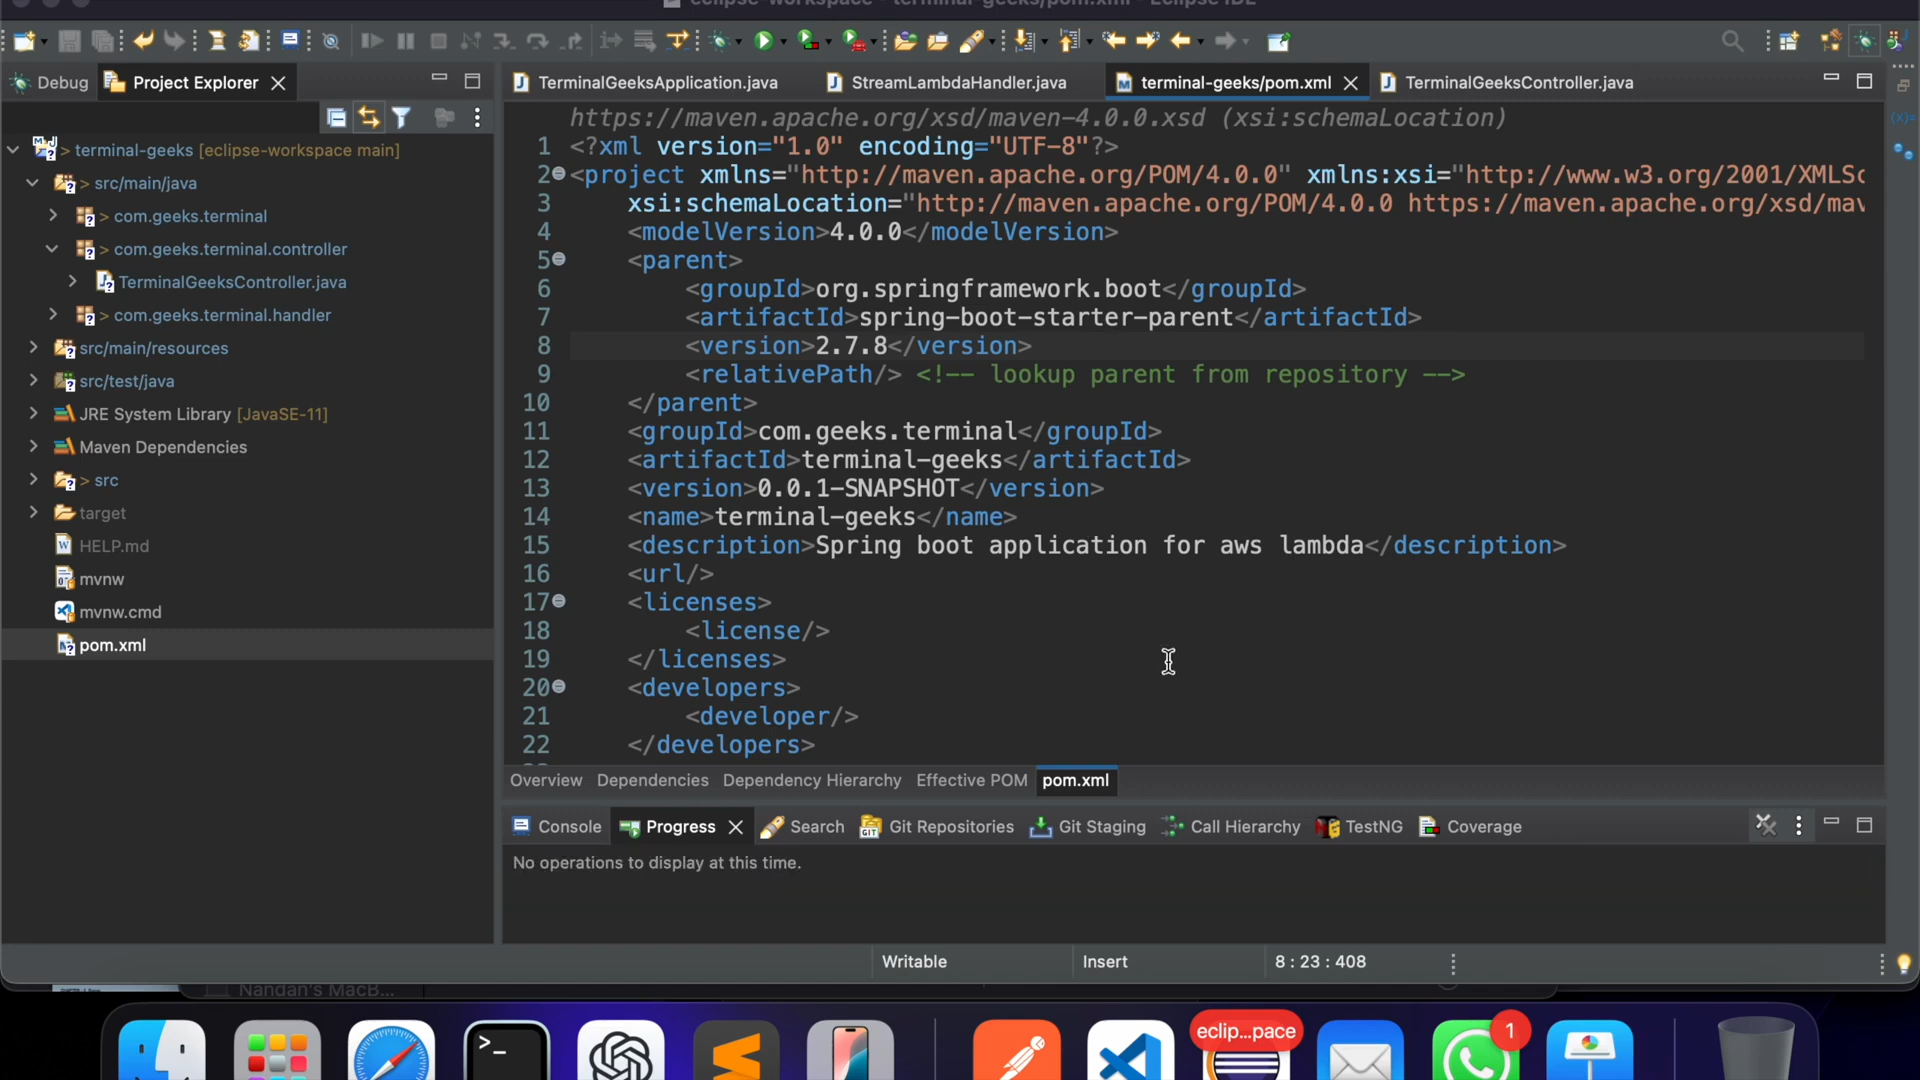 eclipse-workspace - terminal-geeks/pom.xml - Eclipse IDE
Debug
Project Explorer
TerminalGeeksApplication.java
StreamLambdaHandler.java
terminal-geeks/pom.xml
TerminalGeeksController.java
> terminal-geeks [eclipse-workspace main]
> src/main/java
> com.geeks.terminal
> com.geeks.terminal.controller
TerminalGeeksController.java
> com.geeks.terminal.handler
src/main/resources
src/test/java
JRE System Library [JavaSE-11]
Maven Dependencies
> src
target
HELP.md
mvnw
mvnw.cmd
pom.xml
https://maven.apache.org/xsd/maven-4.0.0.xsd (xsi:schemaLocation)
1 <?xml version="1.0" encoding="UTF-8"?>
2 <project xmlns="http://maven.apache.org/POM/4.0.0" xmlns:xsi="http://www.w3.org/2001/XMLSc
3 xsi:schemaLocation="http://maven.apache.org/POM/4.0.0 https://maven.apache.org/xsd/mav
4 <modelVersion>4.0.0</modelVersion>
5 <parent>
6 <groupId>org.springframework.boot</groupId>
7 <artifactId>spring-boot-starter-parent</artifactId>
8 <version>2.7.8</version>
9 <relativePath/> <!-- lookup parent from repository -->
10 </parent>
11 <groupId>com.geeks.terminal</groupId>
12 <artifactId>terminal-geeks</artifactId>
13 <version>0.0.1-SNAPSHOT</version>
14 <name>terminal-geeks</name>
15 <description>Spring boot application for aws lambda</description>
16 <url/>
17 <licenses>
18 <license/>
19 </licenses>
20 <developers>
21 <developer/>
22 </developers>
Overview Dependencies Dependency Hierarchy Effective POM pom.xml
Console
Progress
Search
Git Repositories
Git Staging
Call Hierarchy
TestNG
Coverage
No operations to display at this time.
Writable
Insert
8 : 23 : 408
Nandan's MacB...
eclip...pace
1